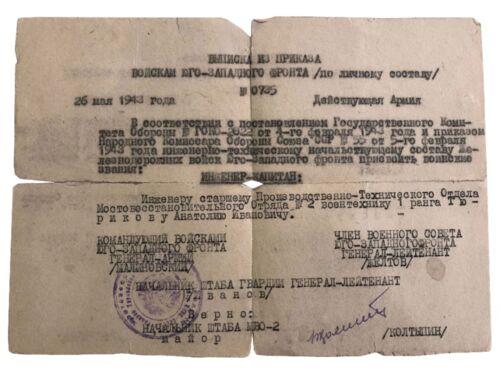 ВЫПИСКА ИЗ ПРИКАЗА
ВОЙСКАМ ЮГО-ЗАПАДНОГО ФРОНТА /по личному составу/
№ 0735
26 мая 1943 года Действующая Армия
В соответствии с постановлением Государственного Коми-
тета Обороны № ГОКО-2822 от 4-го февраля 1943 года и приказом
Народного Комиссара Обороны Союза ССР № 55 от 5-го февраля
1943 года инженерно-техническому начальствующему составу Же-
лезнодорожных войск Юго-Западного фронта присвоить воинские
звания:
ИНЖЕНЕР-КАПИТАН:
Инженеру старшему Производственно-Технического Отдела
Мостовосстановительного Отряда № 2 воентехнику 1 ранга Тю-
рикову Анатолию Ивановичу.
КОМАНДУЮЩИЙ ВОЙСКАМИ ЧЛЕН ВОЕННОГО СОВЕТА
ЮГО-ЗАПАДНОГО ФРОНТА ЮГО-ЗАПАДНОГОФРОНТА
ГЕНЕРАЛ-АРМИИ ГЕНЕРАЛ-ЛЕЙТЕНАНТ
/МАЛИНОВСКИЙ/ /ЖЕЛТОВ/
НАЧАЛЬНИК ШТАБА ГВАРДИИ ГЕНЕРАЛ-ЛЕЙТЕНАНТ
/Иванов/
Верно:
НАЧАЛЬНИК ШТАБА МВО-2
майор /КОЛТЫПИН/